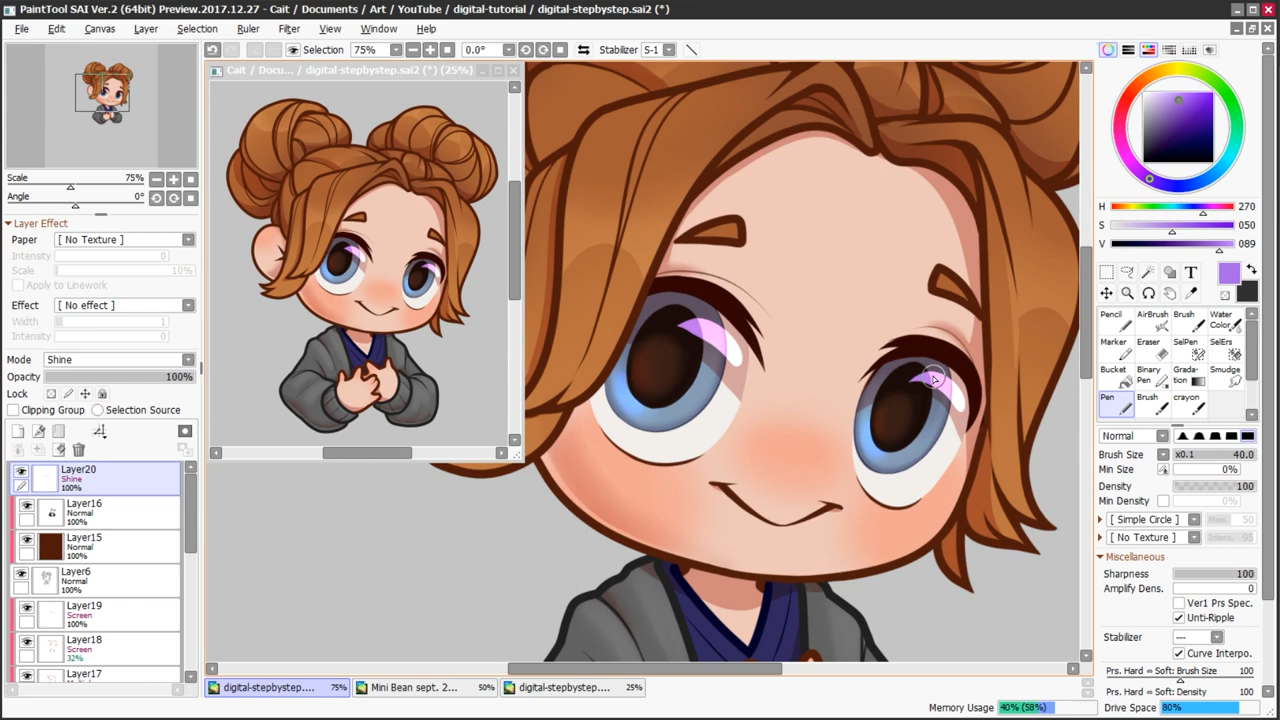 PaintTool SAI Ver.2 (64bit) Preview.2017.12.27 - Cait / Documents / Art / YouTube / digital-tutorial / digital-stepbystep.sai2 (*)
File Edit Canvas Layer Selection Ruler Filter View Window Help
Selection 75% 0.0° Stabilizer S-1
Cait / Docu... / digital-stepbystep.sai2 (*) (25%)
Scale 75%
Angle 0°
Layer Effect
Paper [ No Texture ]
Intensity 0
Scale 10%
Apply to Linework
Effect [ No effect ]
Width 1
Intensity 0
Mode Shine
Opacity 100%
Lock
Clipping Group Selection Source
Layer20
Shine
100%
Layer16
Normal
100%
Layer15
Normal
100%
Layer6
Normal
100%
Layer19
Screen
100%
Layer18
Screen
32%
Layer17
H 270
S 050
V 089
T
Pencil AirBrush Brush Water Color
Marker Eraser SelPen SelErs
Bucket Binary Pen Grada-tion Smudge
Pen Brush crayon
Normal
Brush Size x0.1 40.0
Min Size 0%
Density 100
Min Density 0%
[ Simple Circle ] 50
[ No Texture ] 95
Miscellaneous
Sharpness 100
Amplify Dens. 0
Ver1 Prs Spec.
Unti-Ripple
Stabilizer ---
Curve Interpo.
Prs. Hard ⇔ Soft: Brush Size 100
Prs. Hard ⇔ Soft: Density 100
digital-stepbystep.... 75% Mini Bean sept. 2... 50% digital-stepbystep.... 25%
Memory Usage 40% (58%) Drive Space 80%